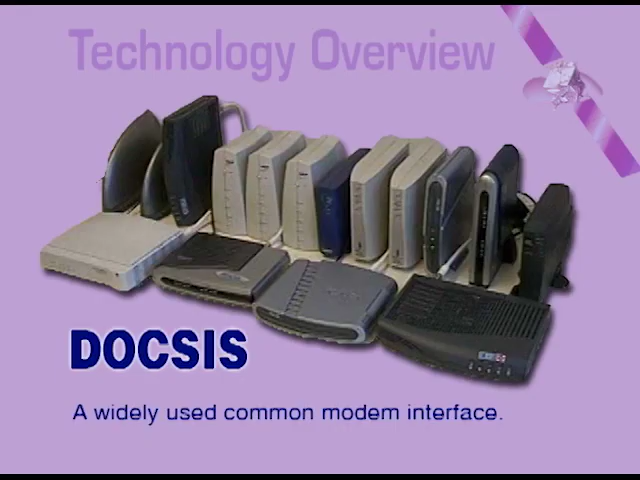 Technology Overview
DOCSIS
A widely used common modem interface.